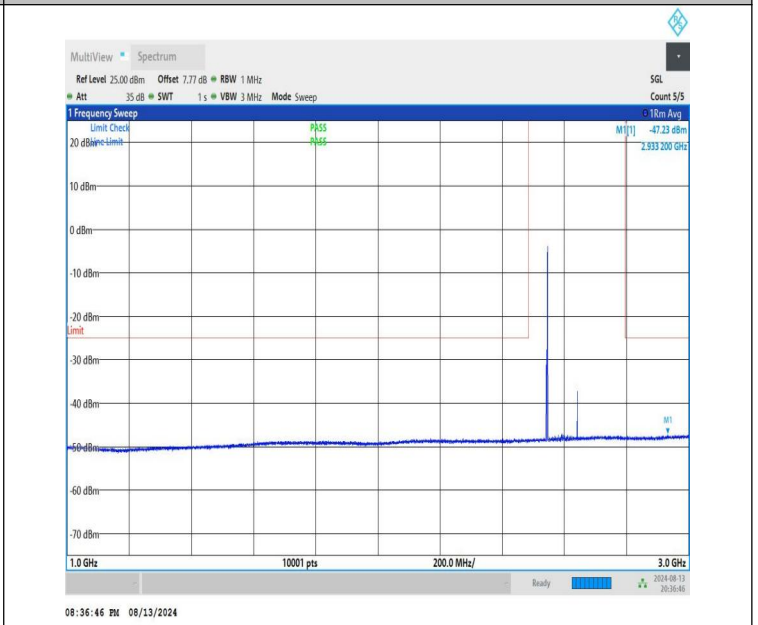 R S
MultiView Spectrum
Ref Level 25.00 dBm Offset 7.77 dB RBW 1 MHz SGL
Att 35 dB SWT 1 s VBW 3 MHz Mode Sweep Count 5/5
1 Frequency Sweep 1Rm Avg
Limit Check PASS M1[1] -47.23 dBm
20 dBm Line Limit PASS 2.933 200 GHz
10 dBm
0 dBm
-10 dBm
-20 dBm
Limit
-30 dBm
-40 dBm
M1
-50 dBm
-60 dBm
-70 dBm
1.0 GHz 10001 pts 200.0 MHz/ 3.0 GHz
Ready 2024-08-13
20:36:46
08:36:46 PM 08/13/2024